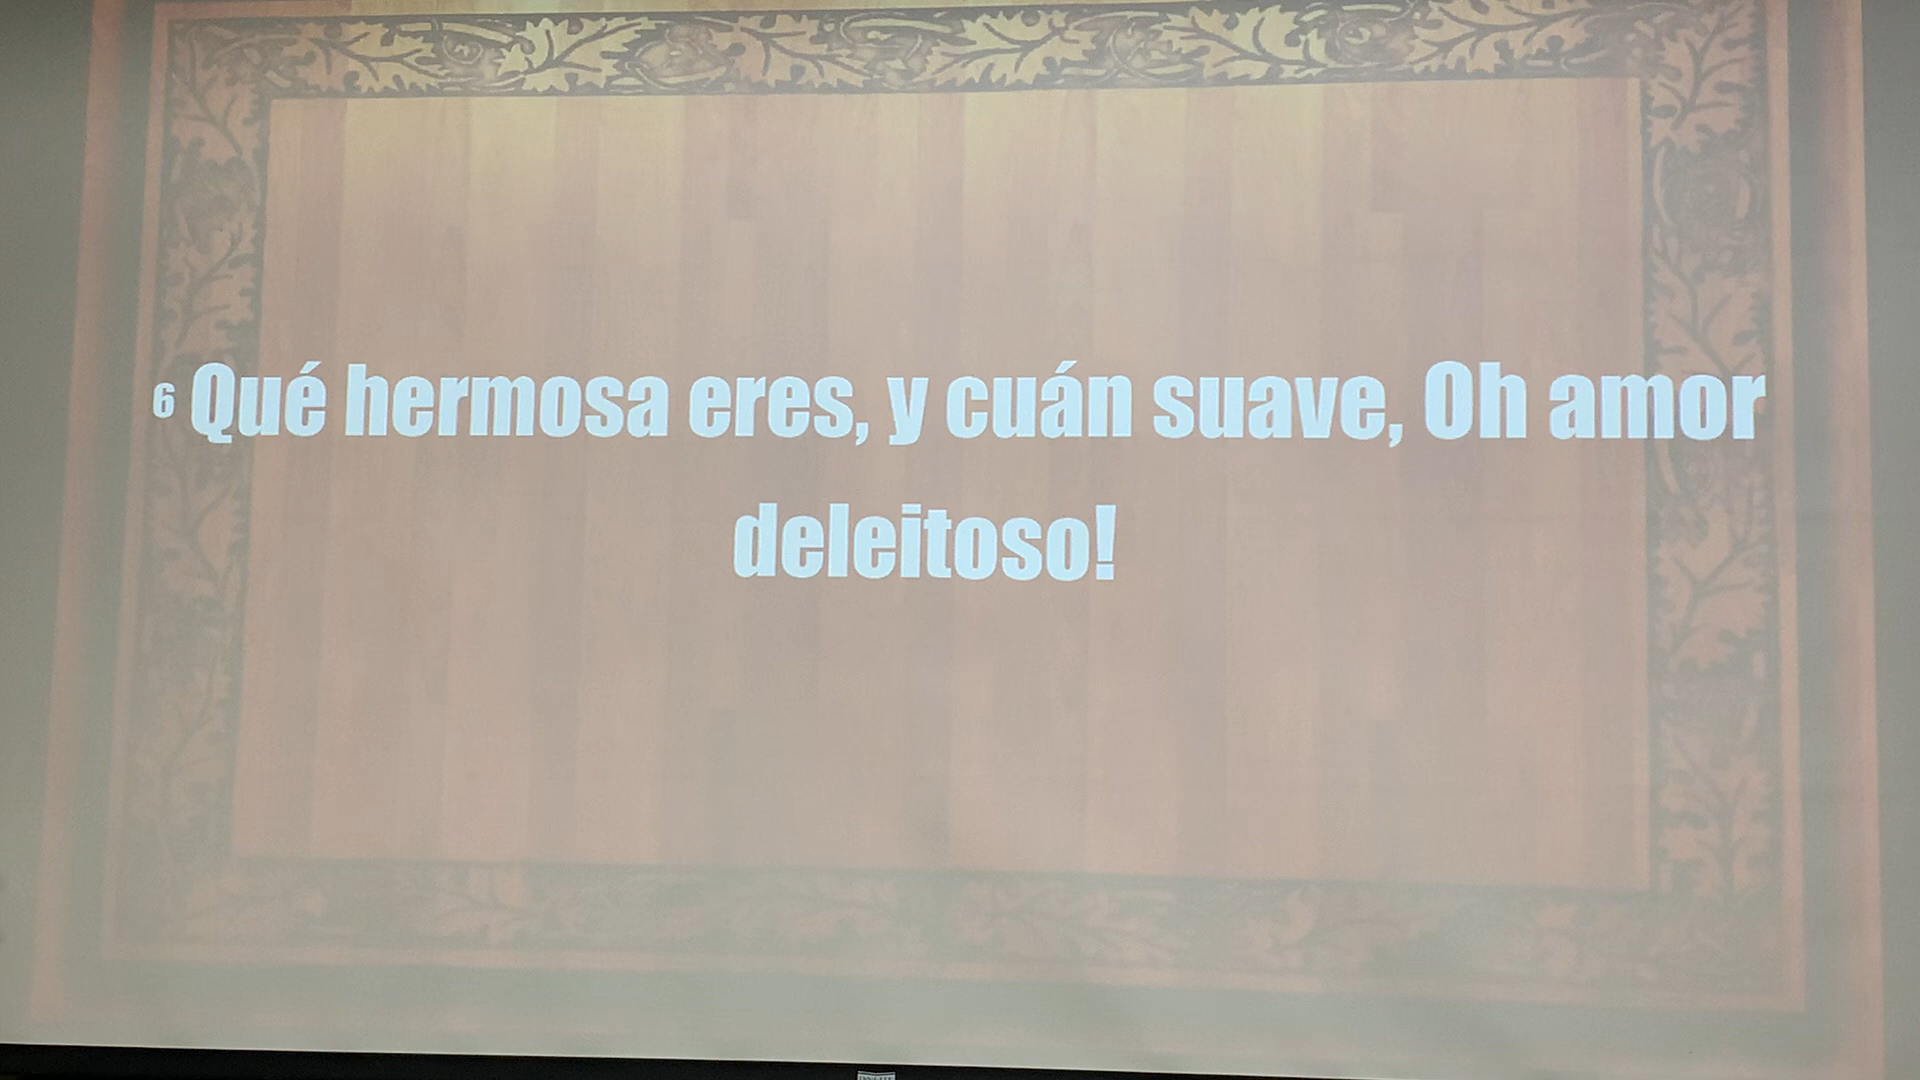 6 Qué hermosa eres, y cuán suave, Oh amor
deleitoso!